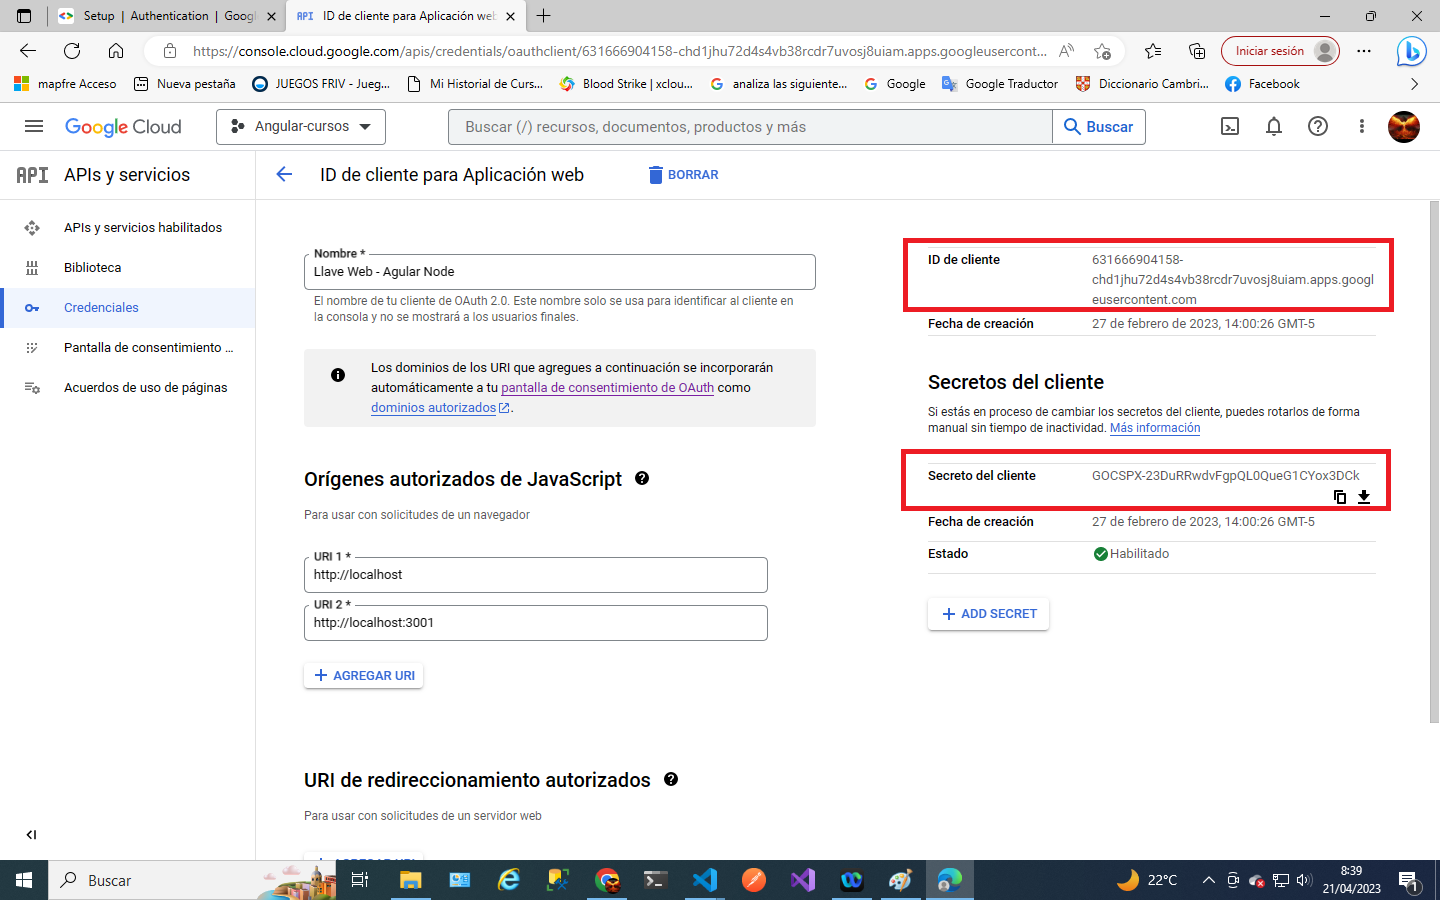 Setup | Authentication | Googl
API ID de cliente para Aplicación web
https://console.cloud.google.com/apis/credentials/oauthclient/631666904158-chd1jhu72d4s4vb38rcdr7uvosj8uiam.apps.googleusercont...
Iniciar sesión
mapfre Acceso
Nueva pestaña
JUEGOS FRIV - Jueg...
Mi Historial de Curs...
Blood Strike | xclou...
analiza las siguiente...
Google
Google Traductor
Diccionario Cambri...
Facebook
Google Cloud
Angular-cursos
Buscar (/) recursos, documentos, productos y más
Buscar
API APIs y servicios
ID de cliente para Aplicación web
BORRAR
APIs y servicios habilitados
Biblioteca
Credenciales
Pantalla de consentimiento ...
Acuerdos de uso de páginas
Nombre *
Llave Web - Agular Node
El nombre de tu cliente de OAuth 2.0. Este nombre solo se usa para identificar al cliente en
la consola y no se mostrará a los usuarios finales.
Los dominios de los URI que agregues a continuación se incorporarán
automáticamente a tu pantalla de consentimiento de OAuth como
dominios autorizados.
Orígenes autorizados de JavaScript
Para usar con solicitudes de un navegador
URI 1 *
http://localhost
URI 2 *
http://localhost:3001
AGREGAR URI
URI de redireccionamiento autorizados
Para usar con solicitudes de un servidor web
AGREGAR URI
ID de cliente
631666904158-
chd1jhu72d4s4vb38rcdr7uvosj8uiam.apps.googl
eusercontent.com
Fecha de creación
27 de febrero de 2023, 14:00:26 GMT-5
Secretos del cliente
Si estás en proceso de cambiar los secretos del cliente, puedes rotarlos de forma
manual sin tiempo de inactividad. Más información
Secreto del cliente
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
Fecha de creación
27 de febrero de 2023, 14:00:26 GMT-5
Estado
Habilitado
ADD SECRET
Buscar
22°C
8:39
21/04/2023
1